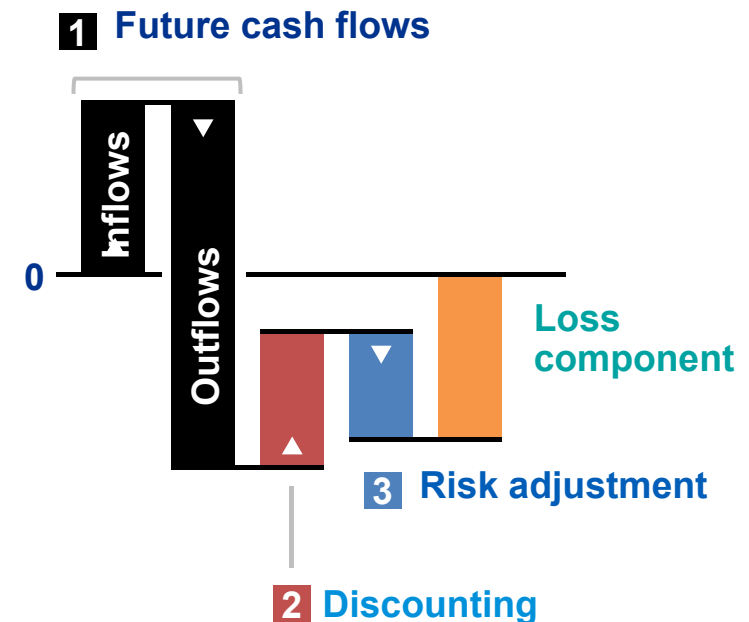 1 Future cash flows
Inflows
Outflows
0
Loss
component
3 Risk adjustment
2 Discounting